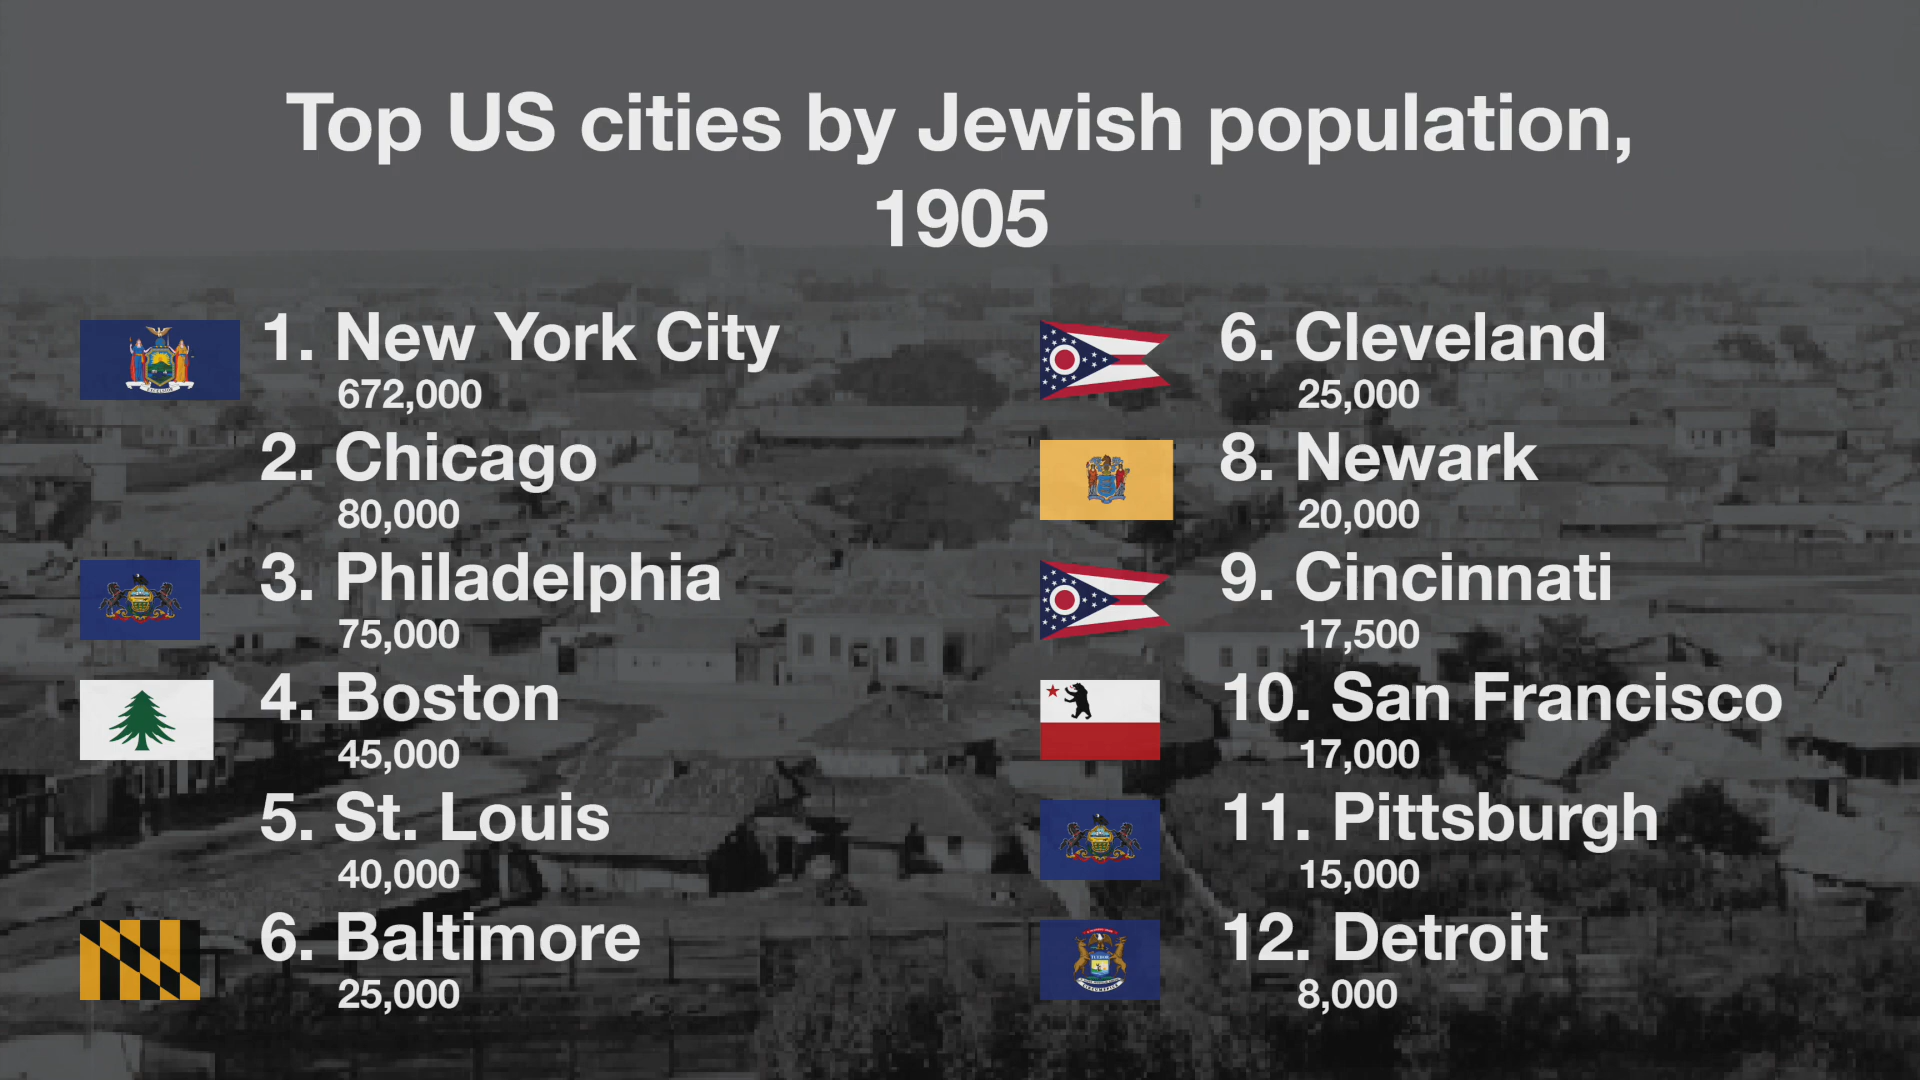 Top US cities by Jewish population,
1905
1. New York City
672,000
2. Chicago
80,000
3. Philadelphia
75,000
4. Boston
45,000
5. St. Louis
40,000
6. Baltimore
25,000
6. Cleveland
25,000
8. Newark
20,000
9. Cincinnati
17,500
10. San Francisco
17,000
11. Pittsburgh
15,000
12. Detroit
8,000